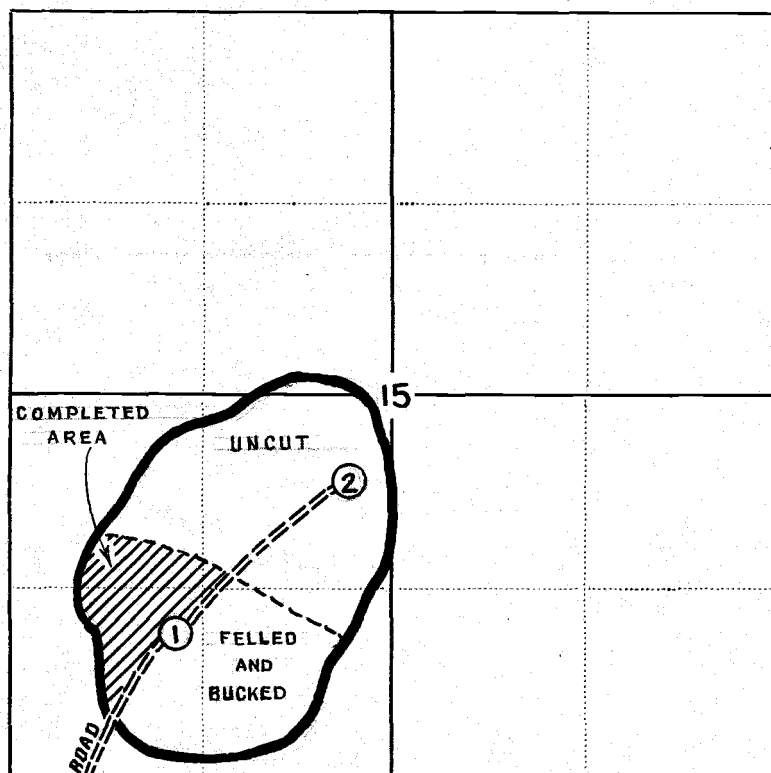 15
COMPLETED
AREA
UNCUT
2
1
FELLED
AND
BUCKED
ROAD